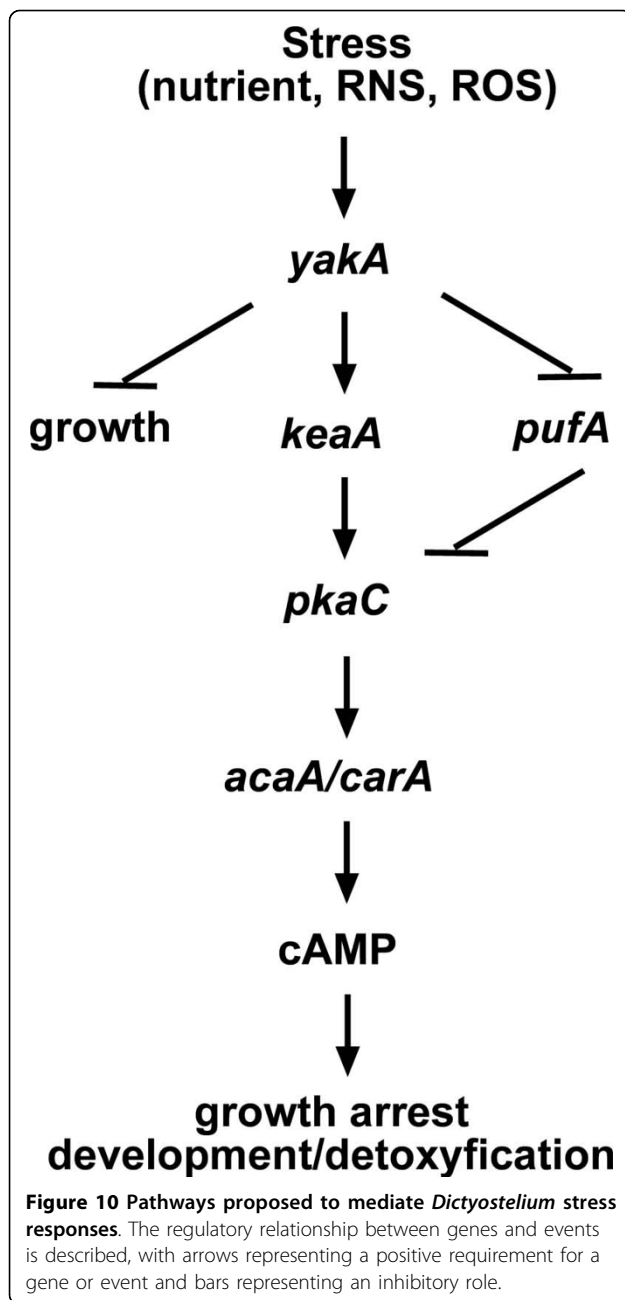 Stress
(nutrient, RNS, ROS)
yakA
growth
keaA
pufA
pkaC
acaA/carA
cAMP
growth arrest
development/detoxyfication
Figure 10 Pathways proposed to mediate Dictyostelium stress
responses. The regulatory relationship between genes and events
is described, with arrows representing a positive requirement for a
gene or event and bars representing an inhibitory role.